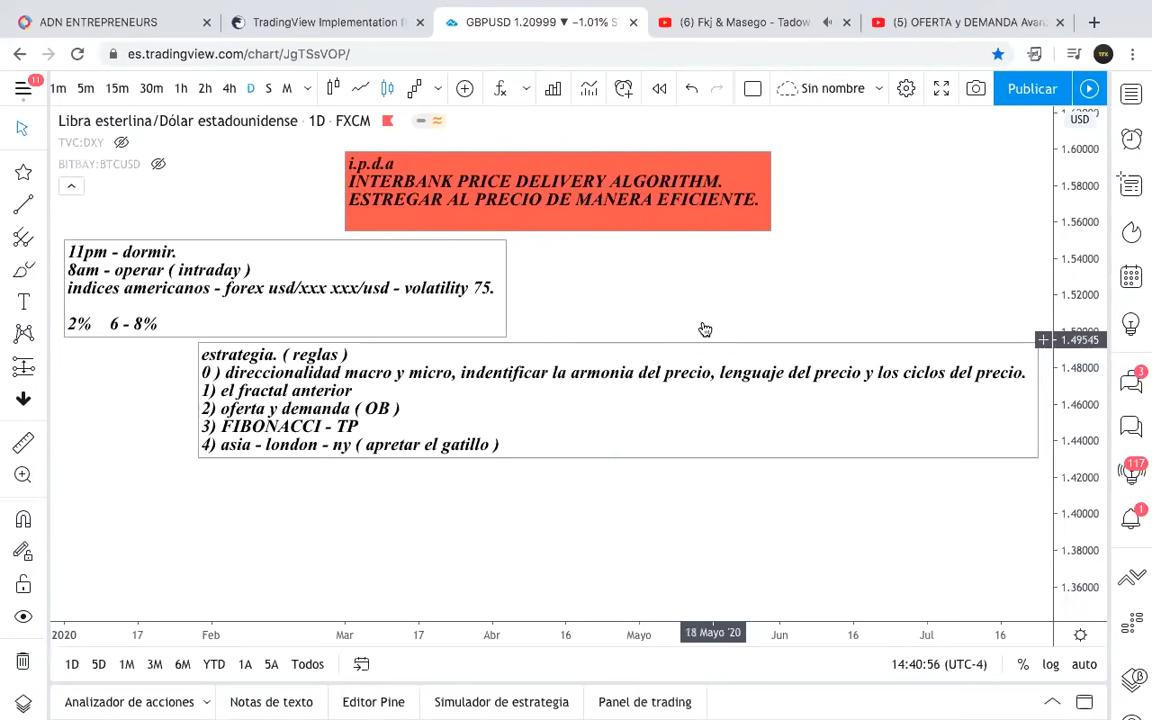 ADN ENTREPRENEURS
TradingView Implementation
GBPUSD 1.20999 ▼ −1.01%
(6) Fkj & Masego - Tadow
(5) OFERTA y DEMANDA Avan
es.tradingview.com/chart/JgTSsVOP/
11
1m 5m 15m 30m 1h 2h 4h D S M
Sin nombre
Publicar
Libra esterlina/Dólar estadounidense · 1D · FXCM
USD
TVC:DXY
BITBAY:BTCUSD
i.p.d.a
INTERBANK PRICE DELIVERY ALGORITHM.
ESTREGAR AL PRECIO DE MANERA EFICIENTE.
11pm - dormir.
8am - operar ( intraday )
indices americanos - forex usd/xxx xxx/usd - volatility 75.
2% 6 - 8%
estrategia. ( reglas )
0 ) direccionalidad macro y micro, indentificar la armonia del precio, lenguaje del precio y los ciclos del precio.
1) el fractal anterior
2) oferta y demanda ( OB )
3) FIBONACCI - TP
4) asia - london - ny ( apretar el gatillo )
1.60000
1.58000
1.56000
1.54000
1.52000
1.49545
1.48000
1.46000
1.44000
1.42000
1.40000
1.38000
1.36000
3
117
1
2020 17 Feb Mar 17 Abr 16 Mayo 18 Mayo '20 Jun 16 Jul 16
1D 5D 1M 3M 6M YTD 1A 5A Todos
14:40:56 (UTC-4) % log auto
Analizador de acciones Notas de texto Editor Pine Simulador de estrategia Panel de trading